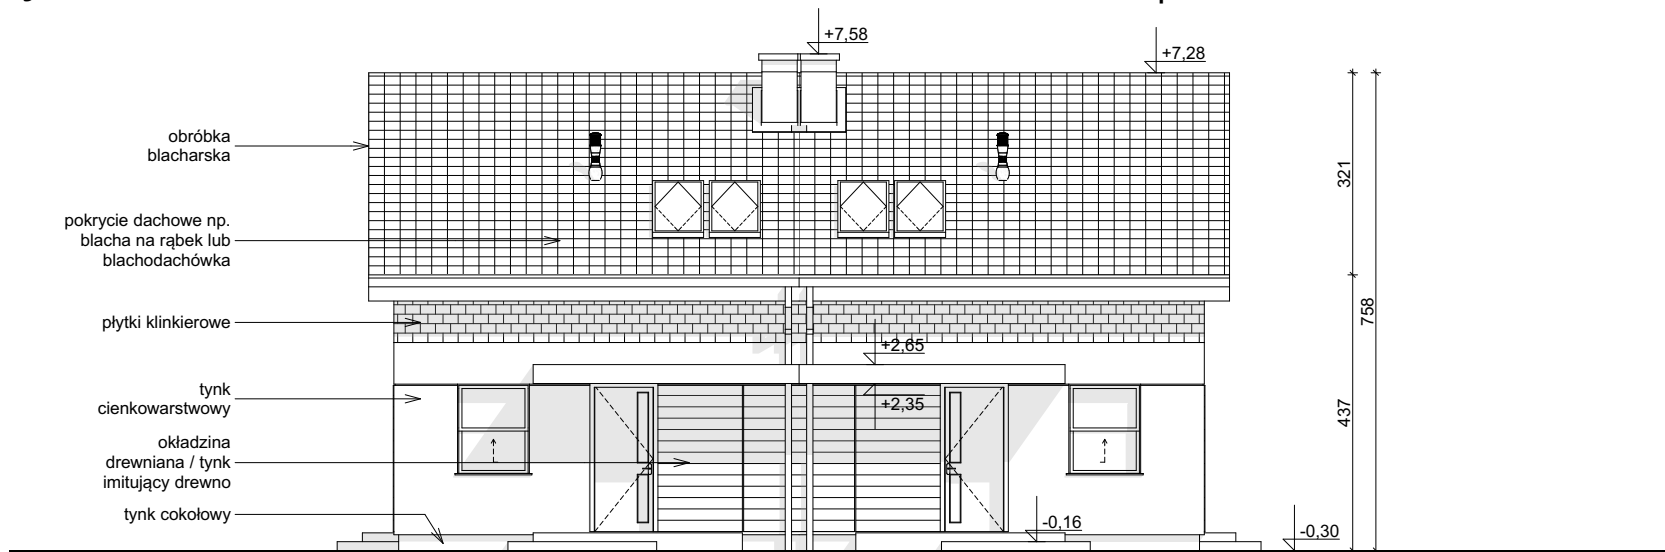 +7,58
+7,28
obróbka
blacharska
321
pokrycie dachowe np.
blacha na rąbek lub
blachodachówka
758
płytki klinkierowe
+2,65
tynk
cienkowarstwowy
+2,35
437
okładzina
drewniana / tynk
imitujący drewno
tynk cokołowy
-0,16
-0,30